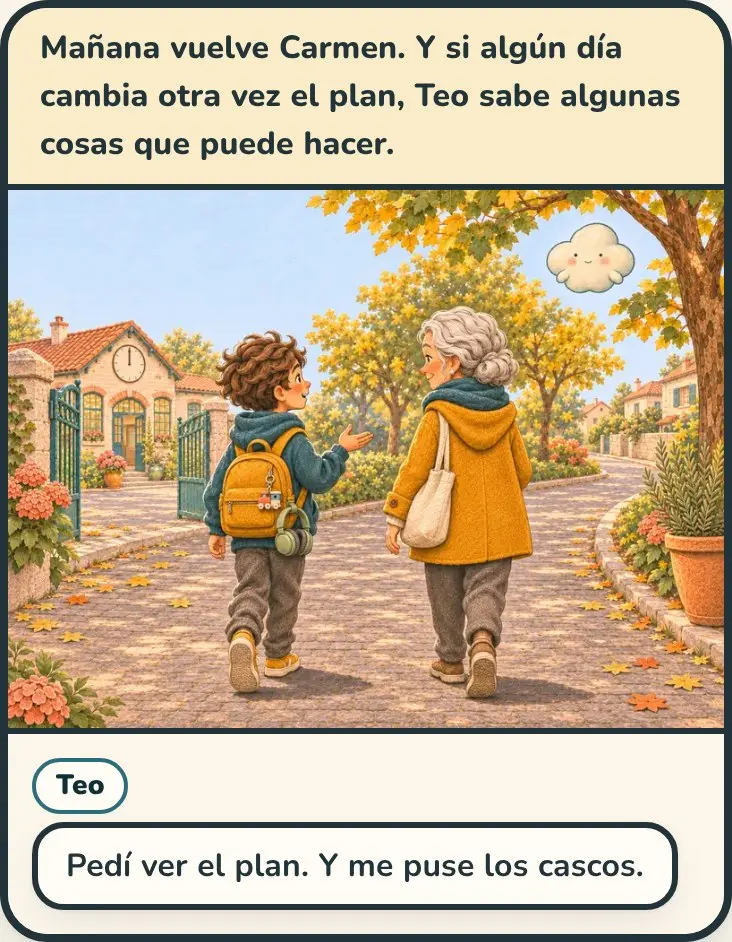 Mañana vuelve Carmen. Y si algún día
cambia otra vez el plan, Teo sabe algunas
cosas que puede hacer.
Teo
Pedí ver el plan. Y me puse los cascos.